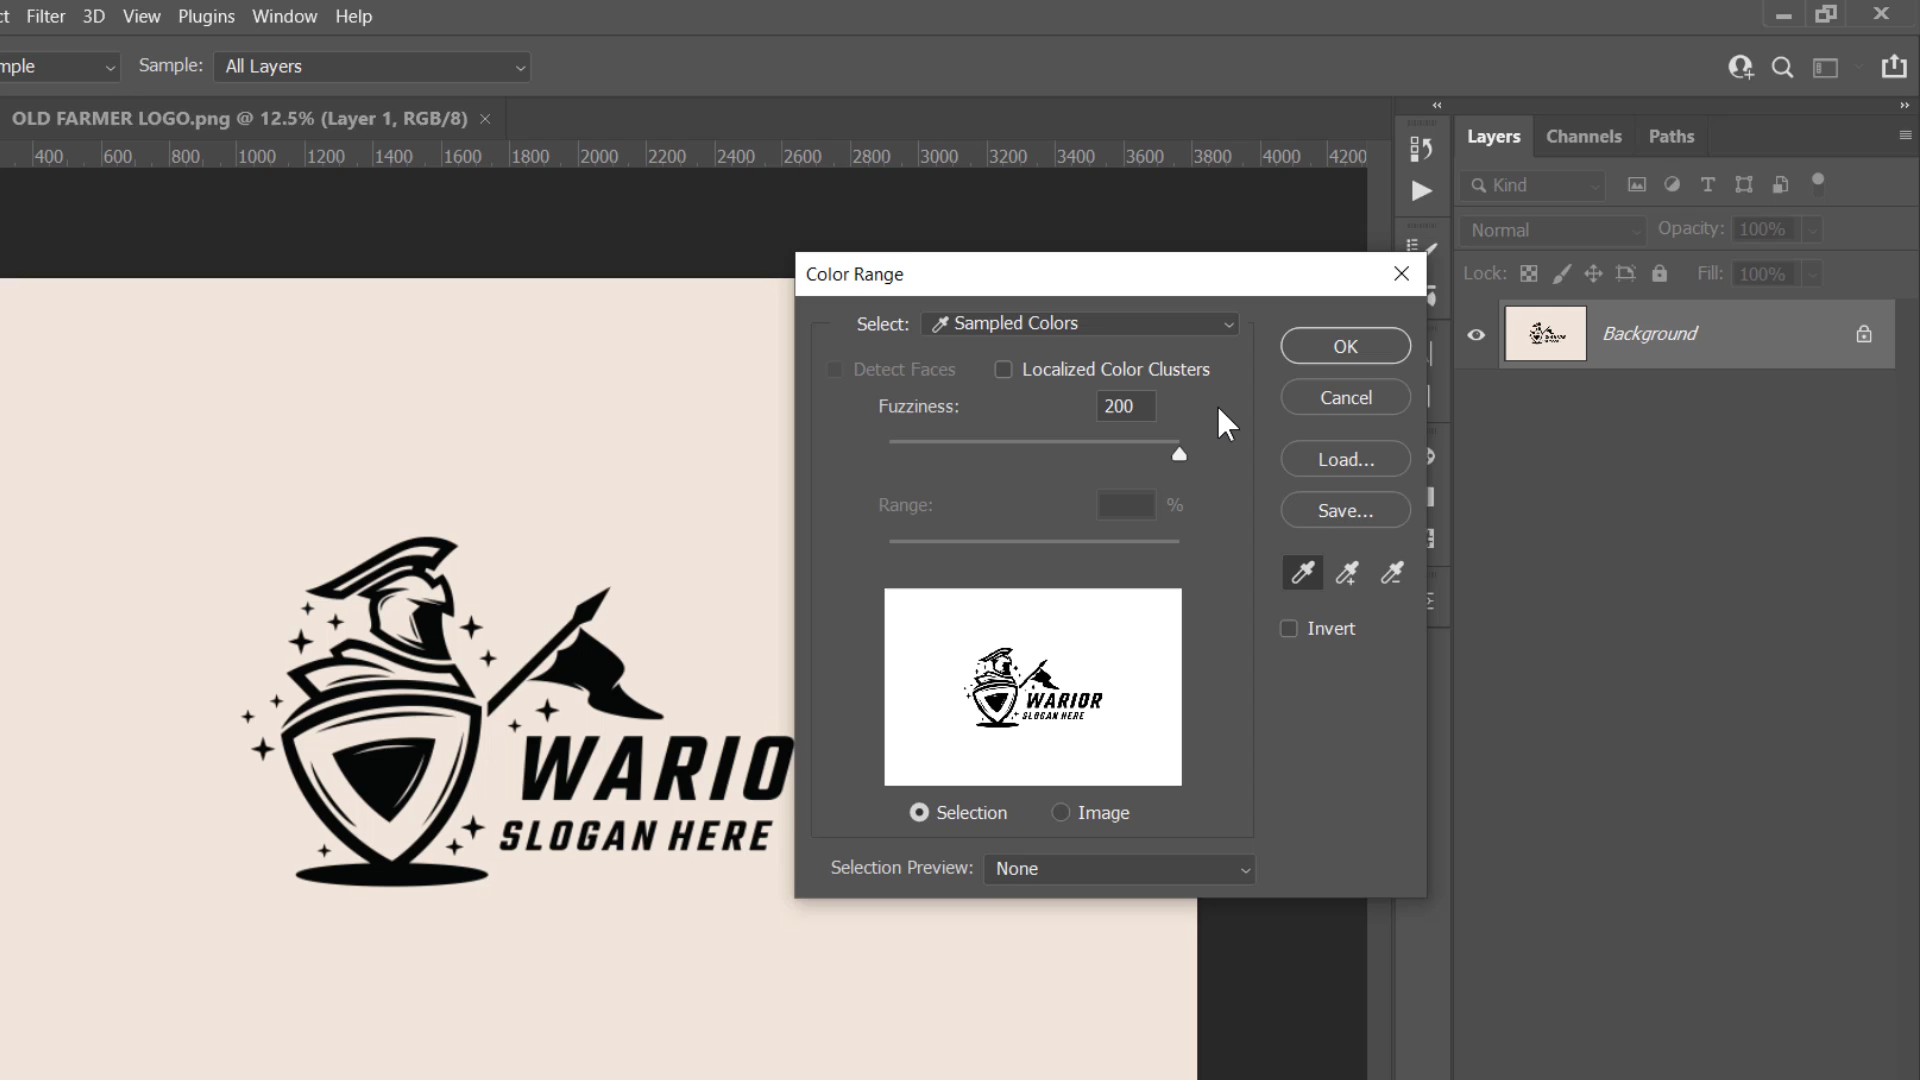 ct Filter 3D View Plugins Window Help
mple Sample: All Layers
OLD FARMER LOGO.png @ 12.5% (Layer 1, RGB/8) ×
400 600 800 1000 1200 1400 1600 1800 2000 2200 2400 2600 2800 3000 3200 3400 3600 3800 4000 4200
Layers Channels Paths
Kind
Normal Opacity: 100%
Lock: Fill: 100%
Background
Color Range
Select: Sampled Colors
OK
Detect Faces Localized Color Clusters
Cancel
Fuzziness: 200
Load...
Range: %
Save...
Invert
WARIOR
SLOGAN HERE
Selection Image
Selection Preview: None
WARIO
SLOGAN HERE